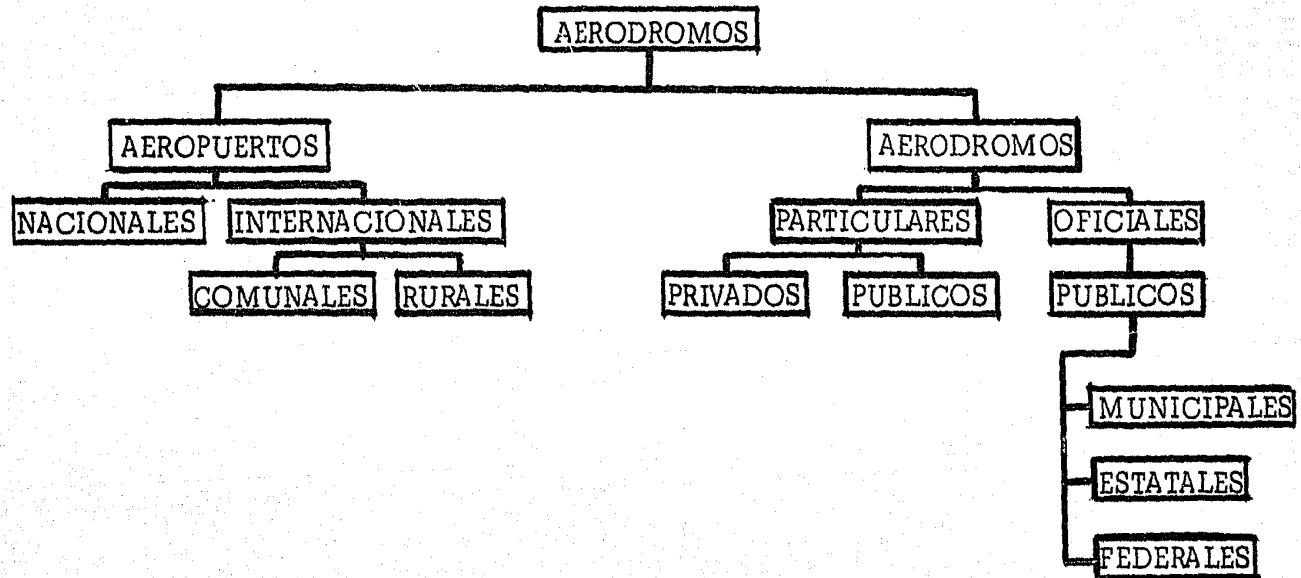 AERODROMOS
AEROPUERTOS AERODROMOS
NACIONALES INTERNACIONALES PARTICULARES OFICIALES
COMUNALES RURALES PRIVADOS PUBLICOS PUBLICOS
MUNICIPALES
ESTATALES
FEDERALES